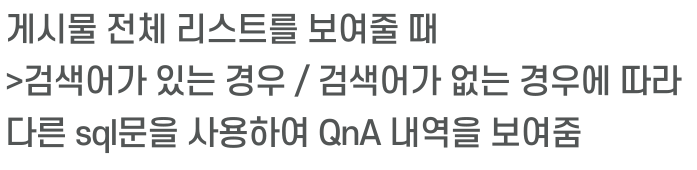 게시물 전체 리스트를 보여줄 때
>검색어가 있는 경우 / 검색어가 없는 경우에 따라
다른 sql문을 사용하여 QnA 내역을 보여줌